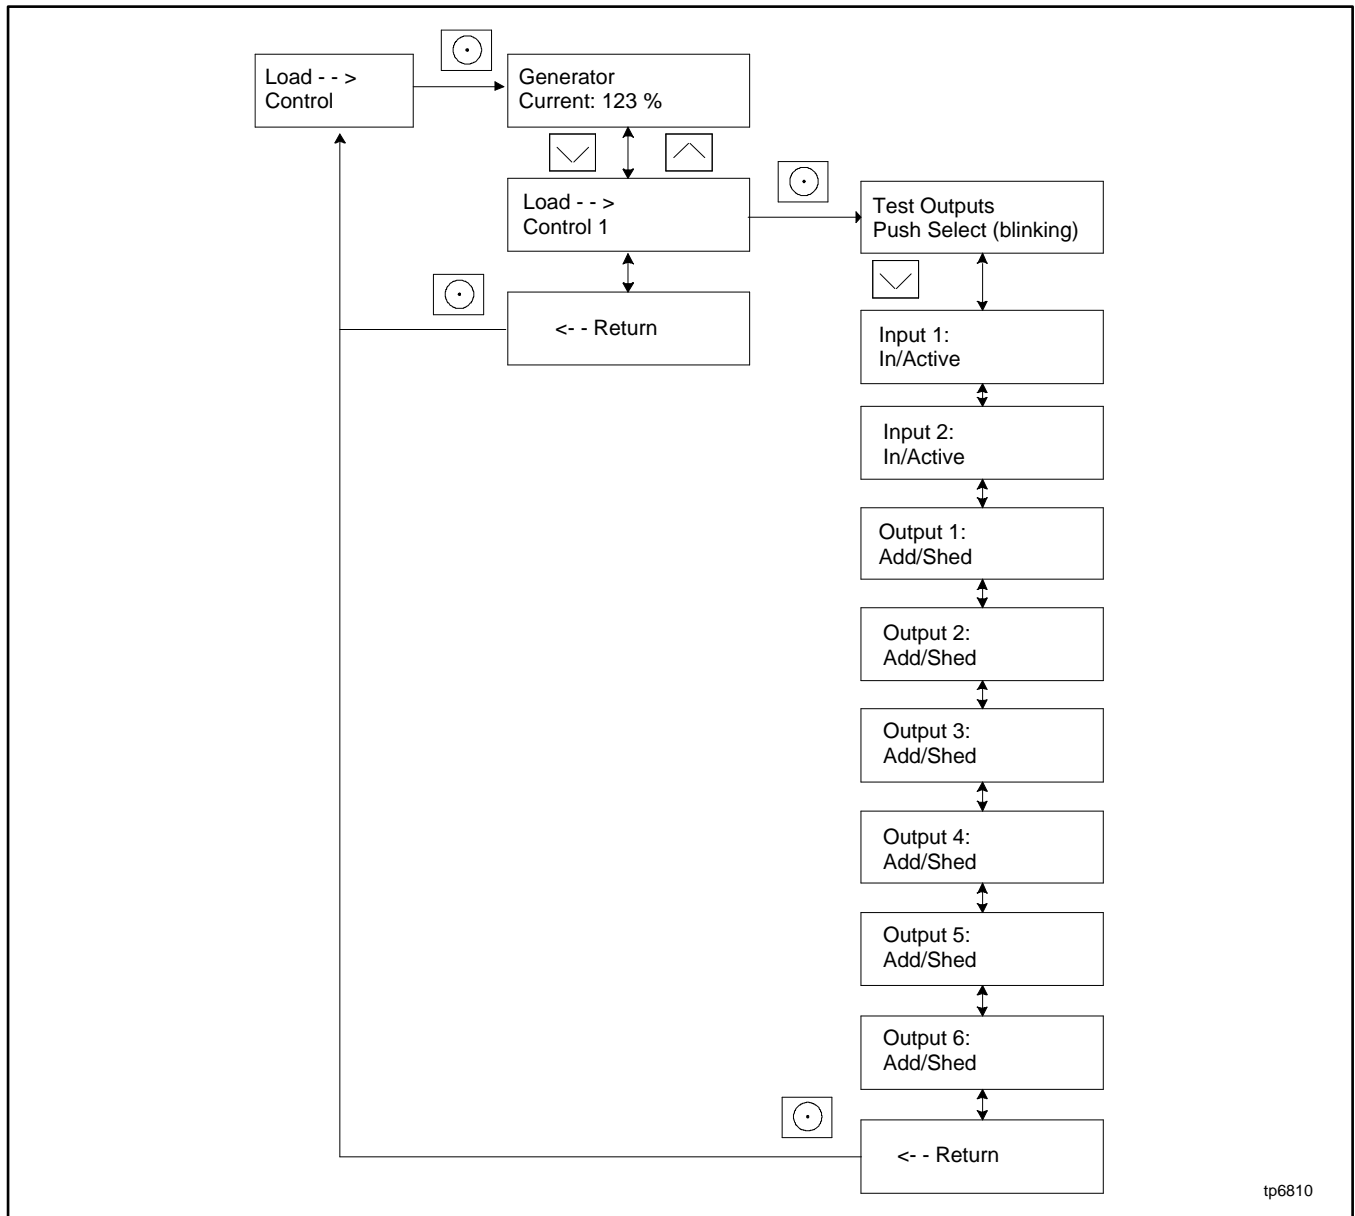 Load - - >
Control
Generator
Current: 123 %
Load - - >
Control 1
<- - Return
Test Outputs
Push Select (blinking)
Input 1:
In/Active
Input 2:
In/Active
Output 1:
Add/Shed
Output 2:
Add/Shed
Output 3:
Add/Shed
Output 4:
Add/Shed
Output 5:
Add/Shed
Output 6:
Add/Shed
<- - Return
tp6810